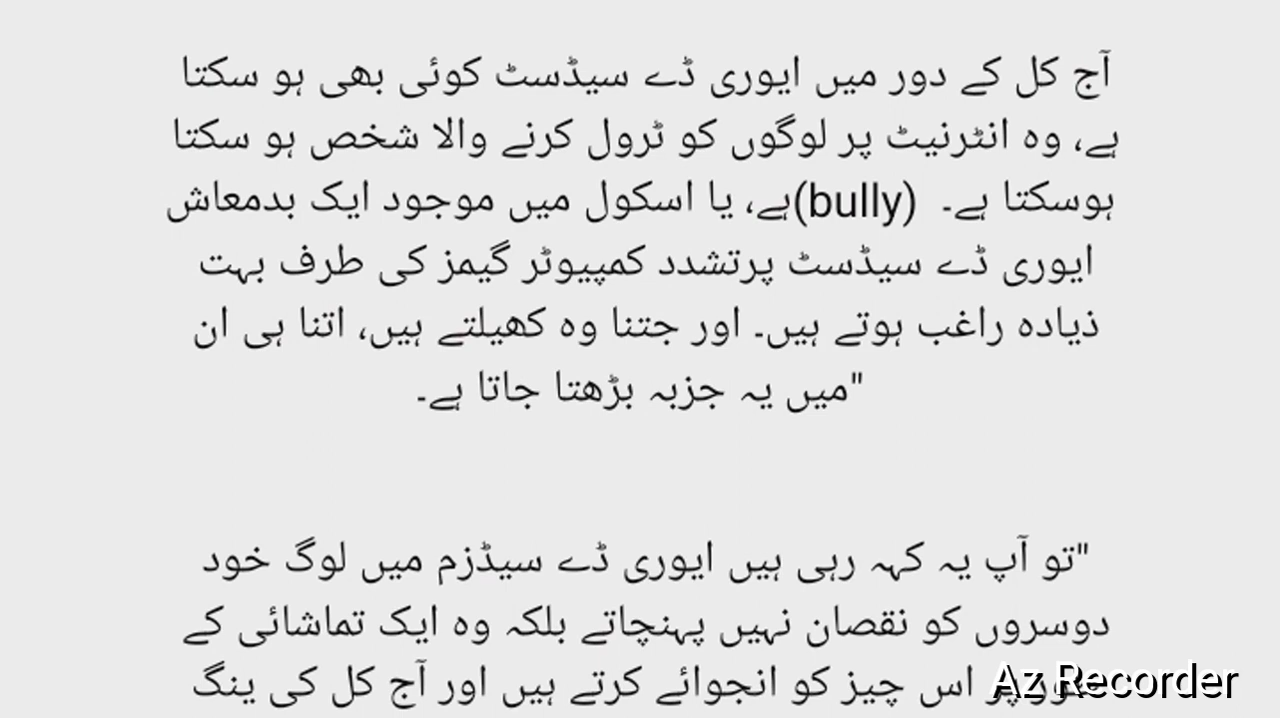 آج کل کے دور میں ایوری ڈے سیڈسٹ کوئی بھی ہو سکتا
ہے، وہ انٹرنیٹ پر لوگوں کو ٹرول کرنے والا شخص ہو سکتا
ہوسکتا ہے۔ (bully)ہے، یا اسکول میں موجود ایک بدمعاش
ایوری ڈے سیڈسٹ پرتشدد کمپیوٹر گیمز کی طرف بہت
ذیادہ راغب ہوتے ہیں۔ اور جتنا وہ کھیلتے ہیں، اتنا ہی ان
"میں یہ جزبہ بڑھتا جاتا ہے۔
"تو آپ یہ کہہ رہی ہیں ایوری ڈے سیڈزم میں لوگ خود
دوسروں کو نقصان نہیں پہنچاتے بلکہ وہ ایک تماشائی کے
اس چیز کو انجوائے کرتے ہیں اور آج کل کی ینگ
Az Recorder